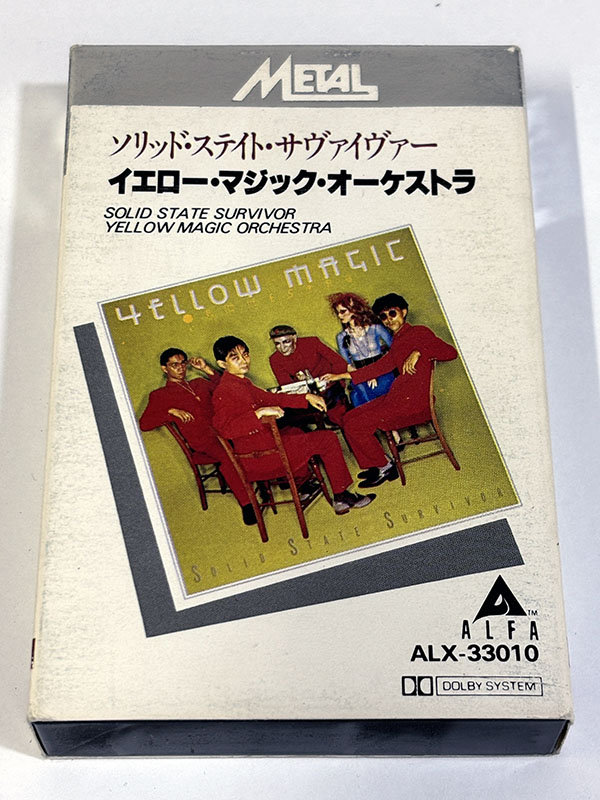 METAL
ソリッド・ステイト・サヴァイヴァー
イエロー・マジック・オーケストラ
SOLID STATE SURVIVOR
YELLOW MAGIC ORCHESTRA
YELLOW MAGIC
SOLID STATE SURVIVOR
TM
ALFA
ALX-33010
DOLBY SYSTEM